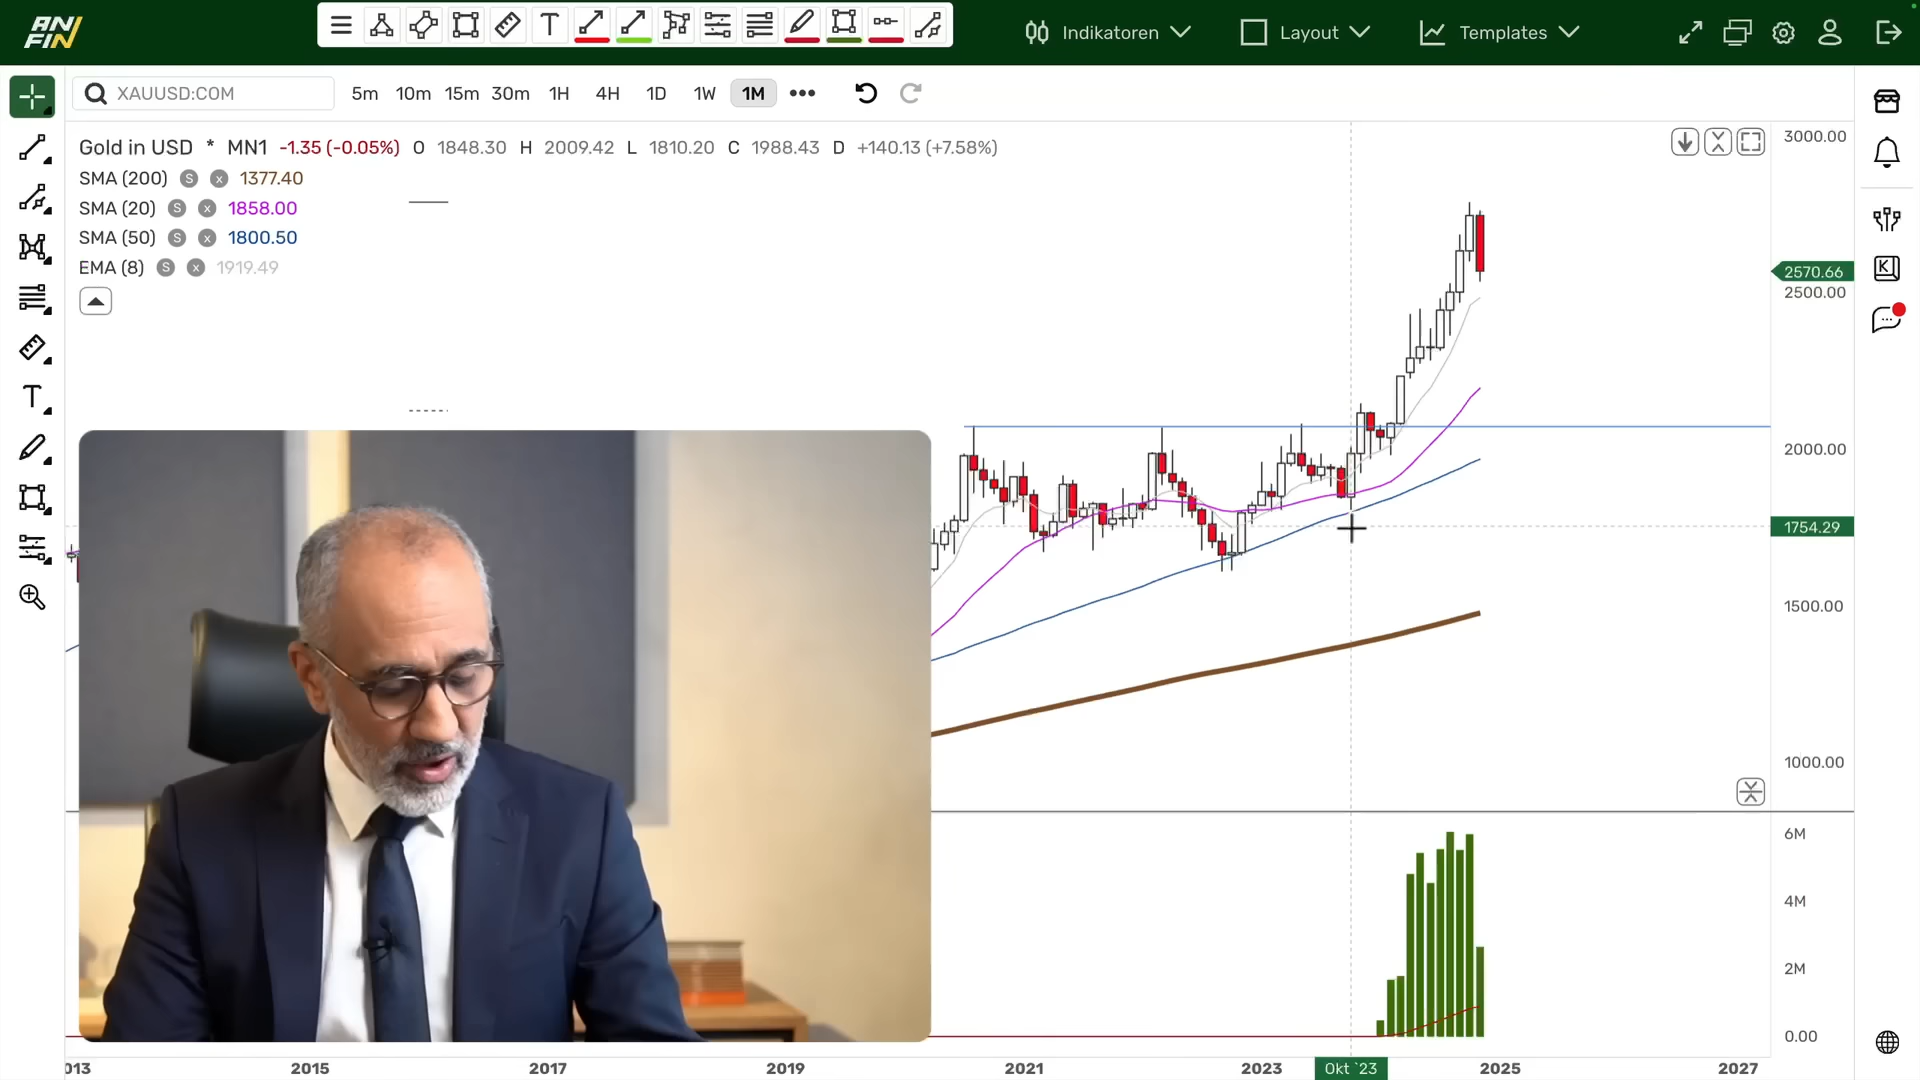 ANFIN
Indikatoren
Layout
Templates
XAUUSD:COM
5m 10m 15m 30m 1H 4H 1D 1W 1M •••
Gold in USD * MN1 -1.35 (-0.05%) O 1848.30 H 2009.42 L 1810.20 C 1988.43 D +140.13 (+7.58%)
SMA (200) S x 1377.40
SMA (20) S x 1858.00
SMA (50) S x 1800.50
EMA (8) S x 1919.49
3000.00
2570.66
2500.00
2000.00
1754.29
1500.00
1000.00
6M
4M
2M
0.00
013 2015 2017 2019 2021 2023 Okt `23 2025 2027